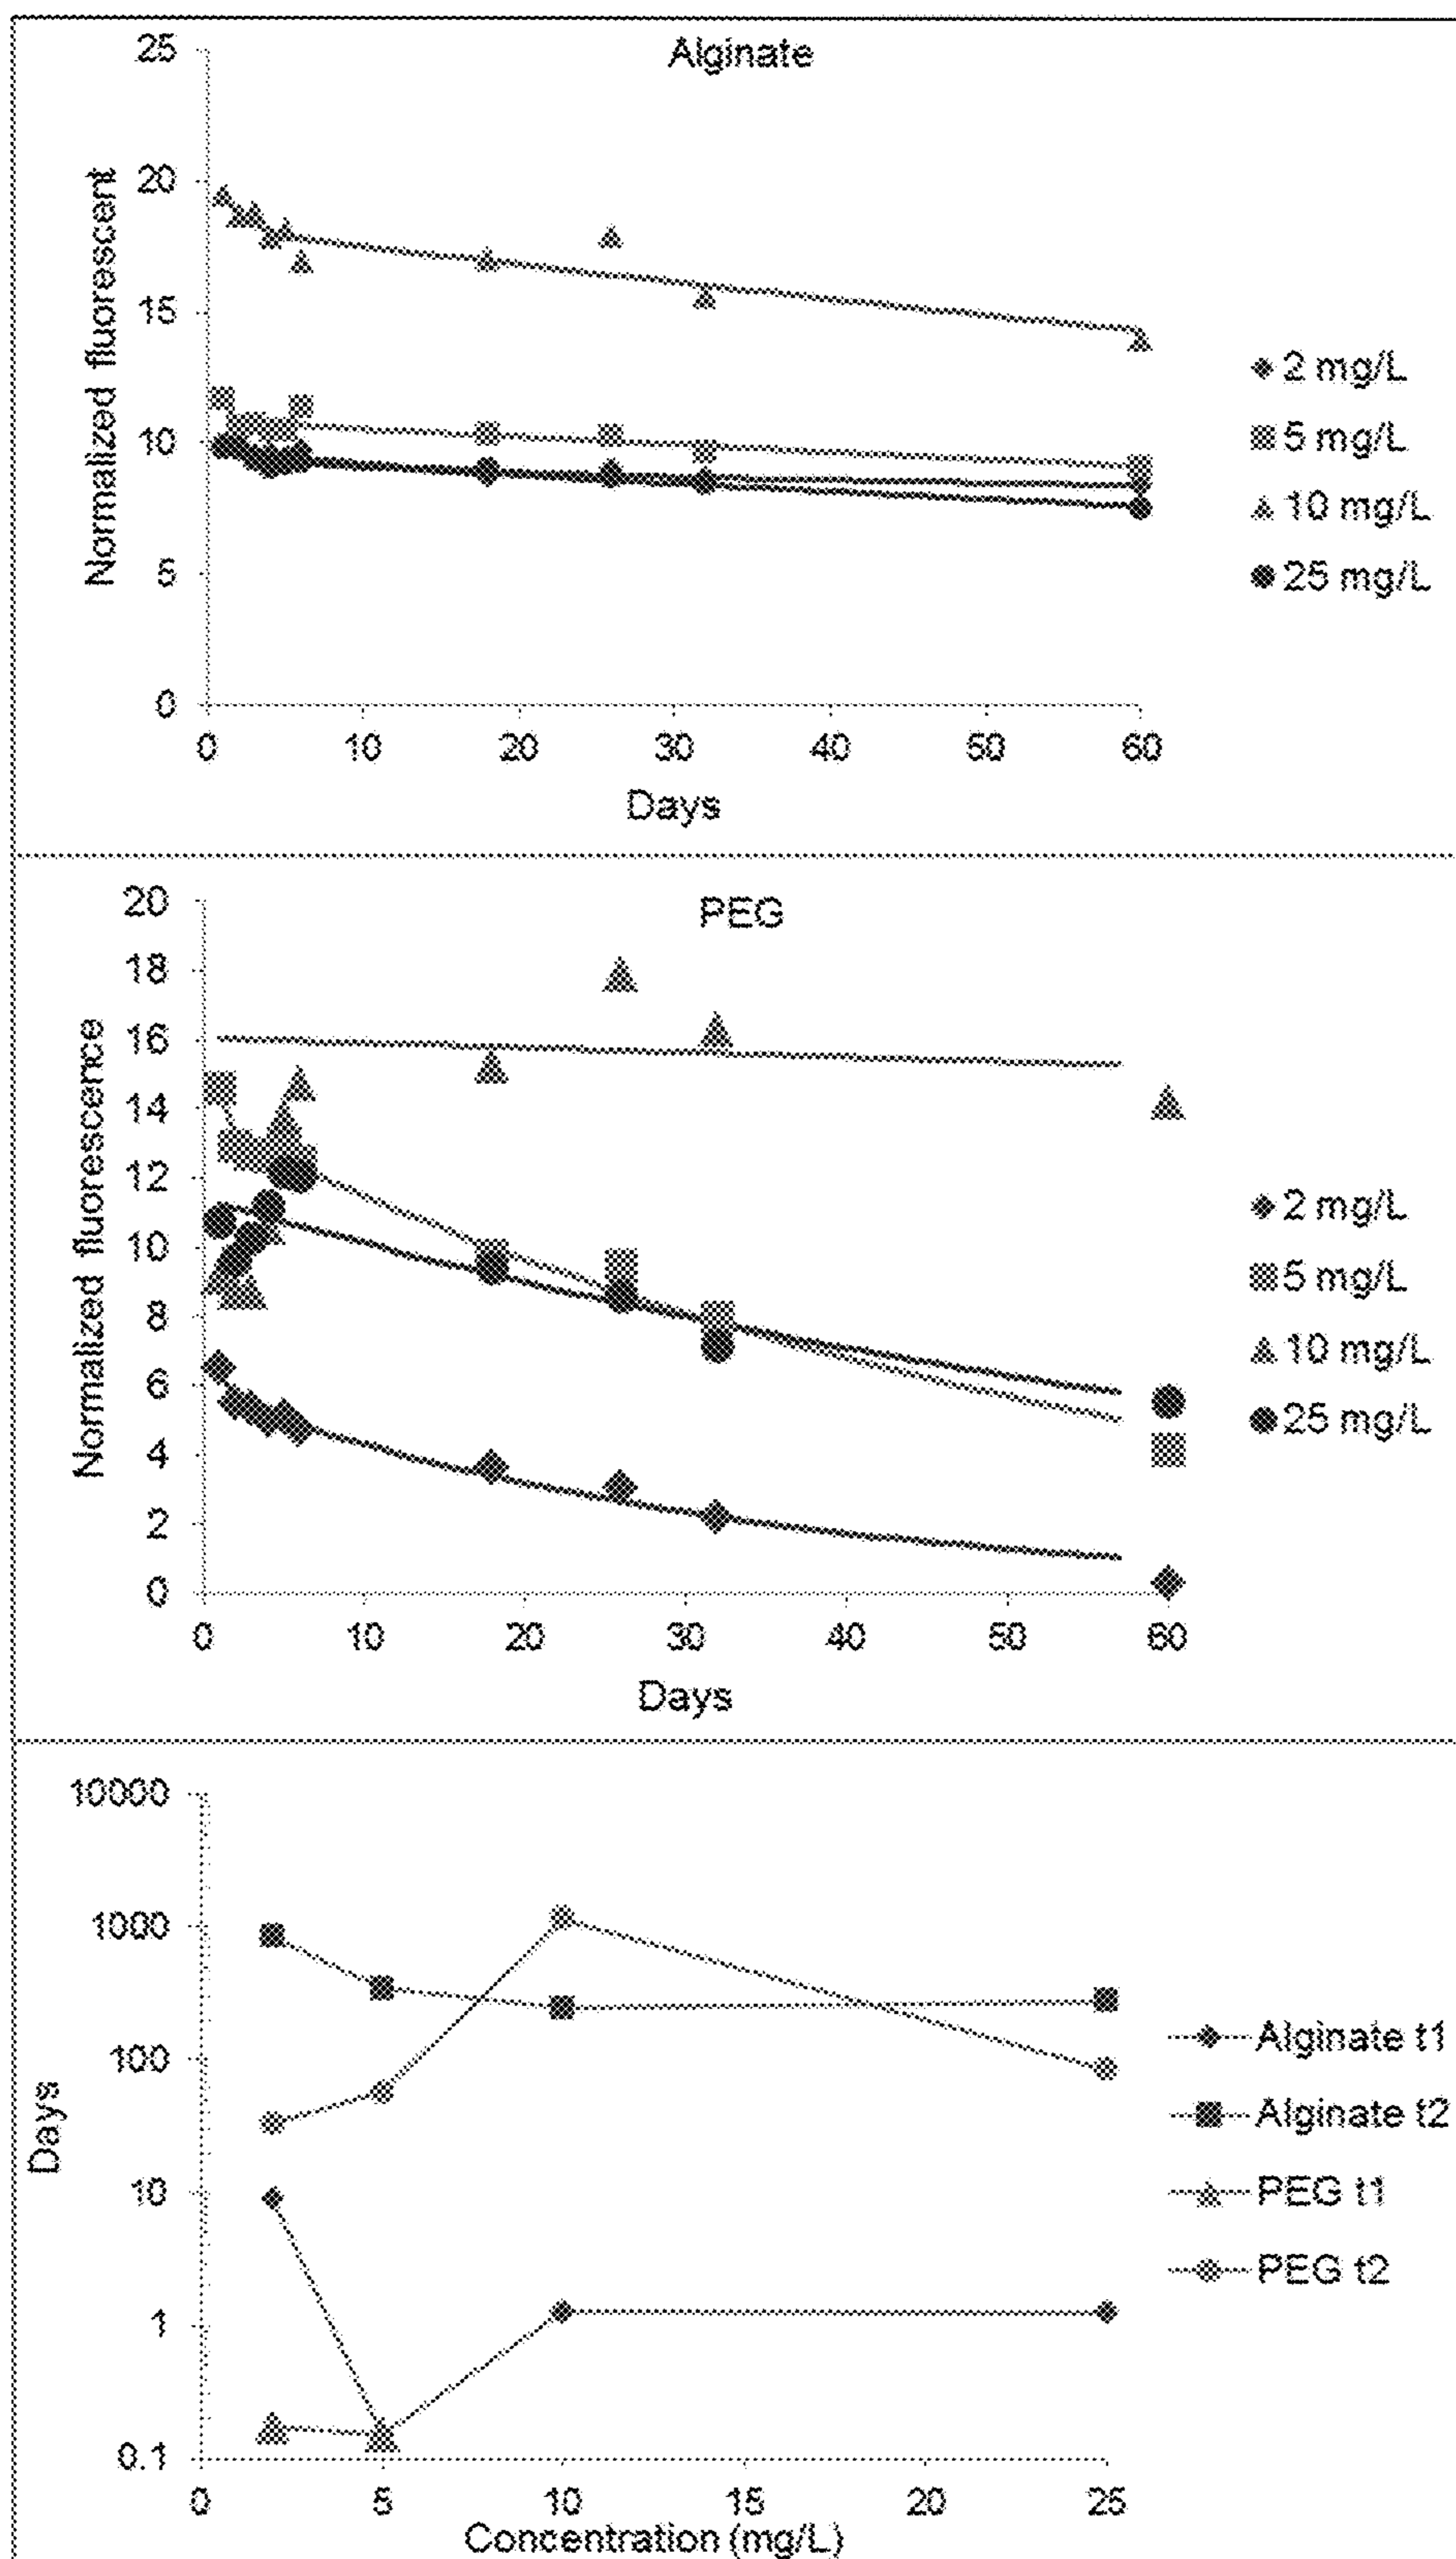 Alginate
25
20
15
10
5
0
Normalized fluorescent
0 10 20 30 40 50 60
Days
2 mg/L
5 mg/L
10 mg/L
25 mg/L
PEG
20
18
16
14
12
10
8
6
4
2
0
Normalized fluorescence
0 10 20 30 40 50 60
Days
2 mg/L
5 mg/L
10 mg/L
25 mg/L
10000
1000
100
10
1
0.1
Days
0 5 10 15 20 25
Concentration (mg/L)
Alginate t1
Alginate t2
PEG t1
PEG t2